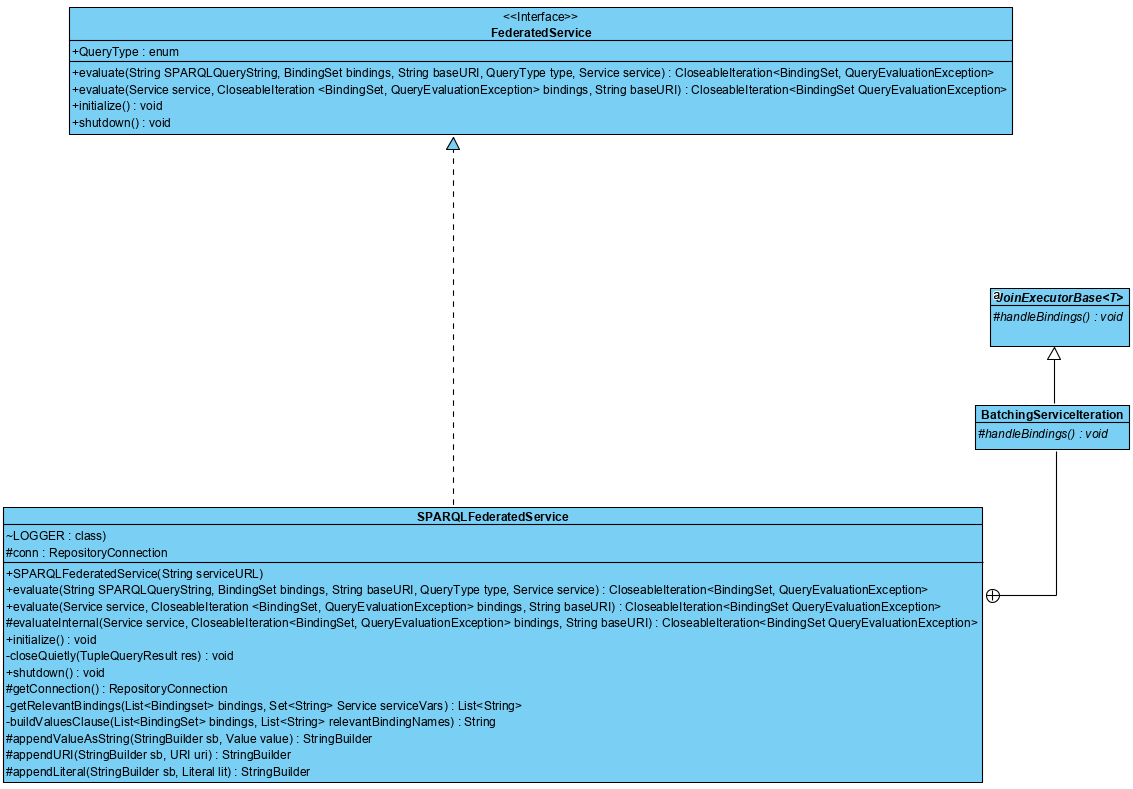 <<Interface>>
FederatedService
+QueryType : enum
+evaluate(String SPARQLQueryString, BindingSet bindings, String baseURI, QueryType type, Service service) : CloseableIteration<BindingSet, QueryEvaluationException>
+evaluate(Service service, CloseableIteration <BindingSet, QueryEvaluationException> bindings, String baseURI) : CloseableIteration<BindingSet QueryEvaluationException>
+initialize() : void
+shutdown() : void
JoinExecutorBase<T>
#handleBindings() : void
BatchingServiceIteration
#handleBindings() : void
SPARQLFederatedService
~LOGGER : class)
#conn : RepositoryConnection
+SPARQLFederatedService(String serviceURL)
+evaluate(String SPARQLQueryString, BindingSet bindings, String baseURI, QueryType type, Service service) : CloseableIteration<BindingSet, QueryEvaluationException>
+evaluate(Service service, CloseableIteration <BindingSet, QueryEvaluationException> bindings, String baseURI) : CloseableIteration<BindingSet QueryEvaluationException>
#evaluateInternal(Service service, CloseableIteration<BindingSet, QueryEvaluationException> bindings, String baseURI) : CloseableIteration<BindingSet QueryEvaluationException>
+initialize() : void
-closeQuietly(TupleQueryResult res) : void
+shutdown() : void
#getConnection() : RepositoryConnection
-getRelevantBindings(List<Bindingset> bindings, Set<String> Service serviceVars) : List<String>
-buildValuesClause(List<BindingSet> bindings, List<String> relevantBindingNames) : String
#appendValueAsString(StringBuilder sb, Value value) : StringBuilder
#appendURI(StringBuilder sb, URI uri) : StringBuilder
#appendLiteral(StringBuilder sb, Literal lit) : StringBuilder